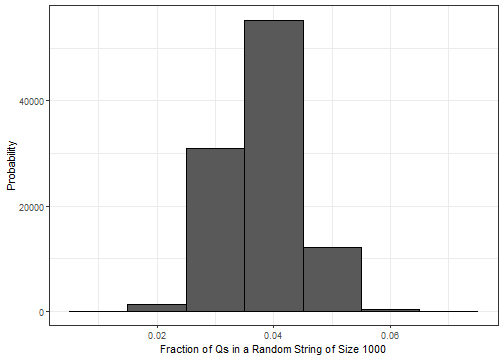 40000
20000
0
Probability
0.02 0.04 0.06
Fraction of Qs in a Random String of Size 1000